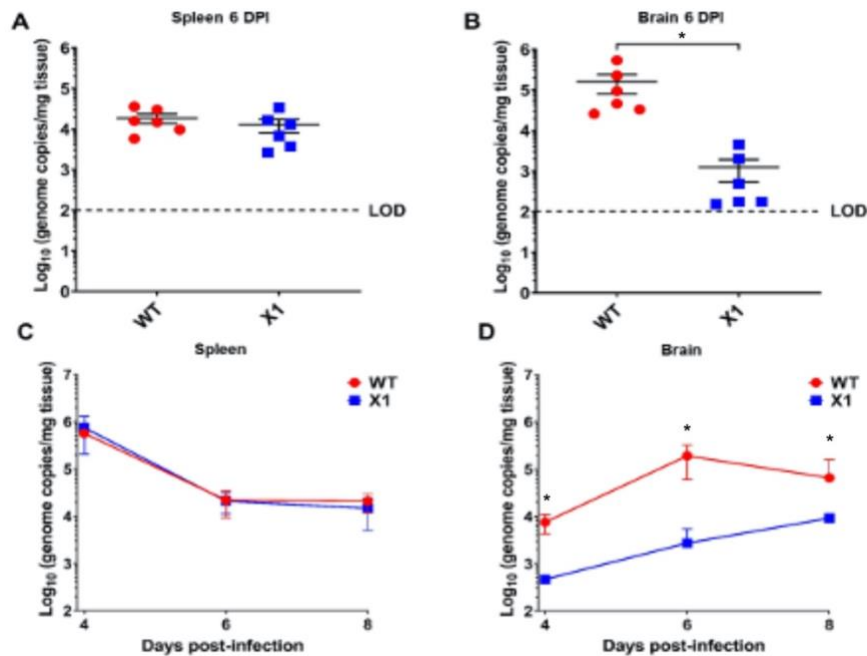 A
Spleen 6 DPI
Log10 (genome copies/mg tissue)
6
5
4
3
2
1
0
LOD
WT
X1
B
Brain 6 DPI
*
Log10 (genome copies/mg tissue)
6
5
4
3
2
1
0
LOD
WT
X1
C
Spleen
Log10 (genome copies/mg tissue)
7
6
5
4
3
2
WT
X1
4
6
8
Days post-infection
D
Brain
Log10 (genome copies/mg tissue)
7
6
5
4
3
2
WT
X1
*
*
*
4
6
8
Days post-infection